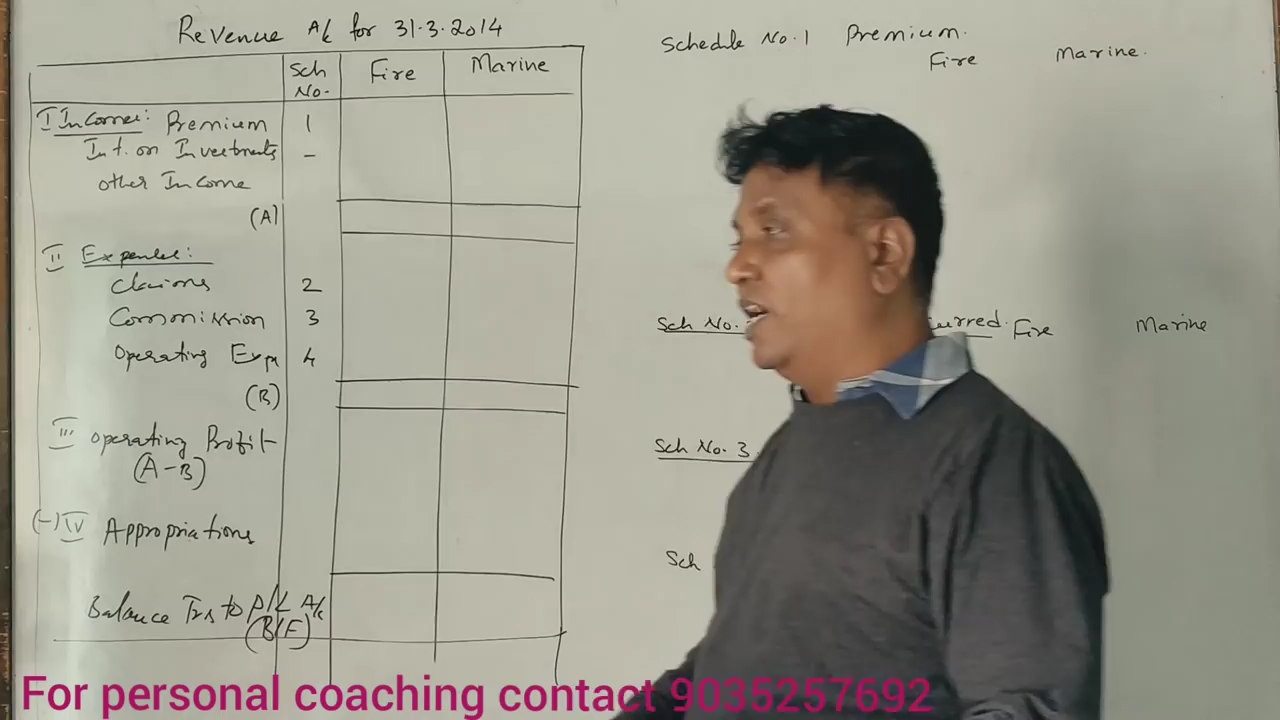 Revenue A/c for 31.3.2014
Sch No.
Fire
Marine
I Income: Premium 1
Int. on Investments -
other Income
(A)
II Expenses:
Claims 2
Commission 3
Operating Expn 4
(B)
III Operating Profit
(A-B)
(-) IV Appropriations
Balance Trs to P/L A/c
(B/F)
Schedule No.1 Premium.
Fire Marine.
Sch No. urred. Fire Marine
Sch No. 3
Sch
For personal coaching contact 9035257692